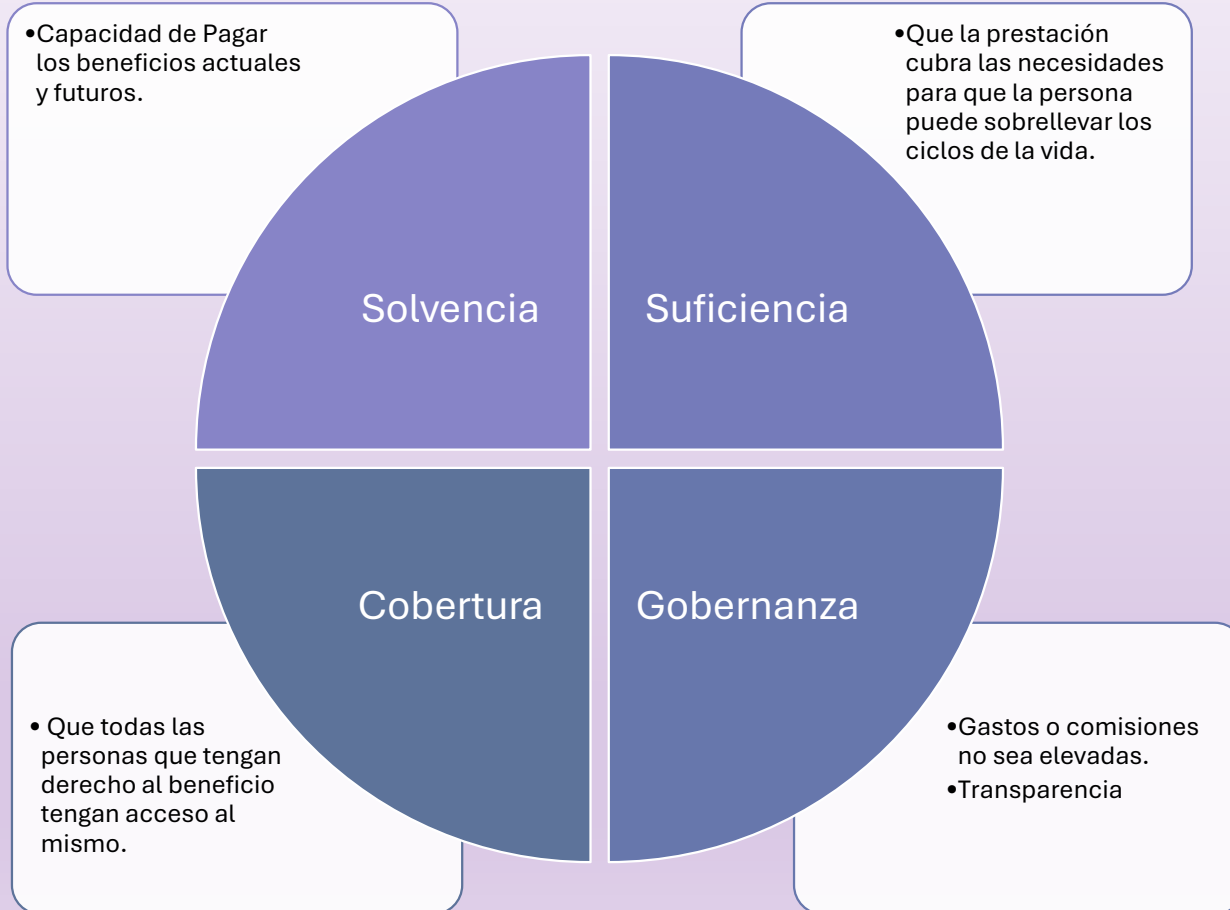 •Capacidad de Pagar
los beneficios actuales
y futuros.
•Que la prestación
cubra las necesidades
para que la persona
puede sobrellevar los
ciclos de la vida.
Solvencia
Suficiencia
Cobertura
Gobernanza
• Que todas las
personas que tengan
derecho al beneficio
tengan acceso al
mismo.
•Gastos o comisiones
no sea elevadas.
•Transparencia